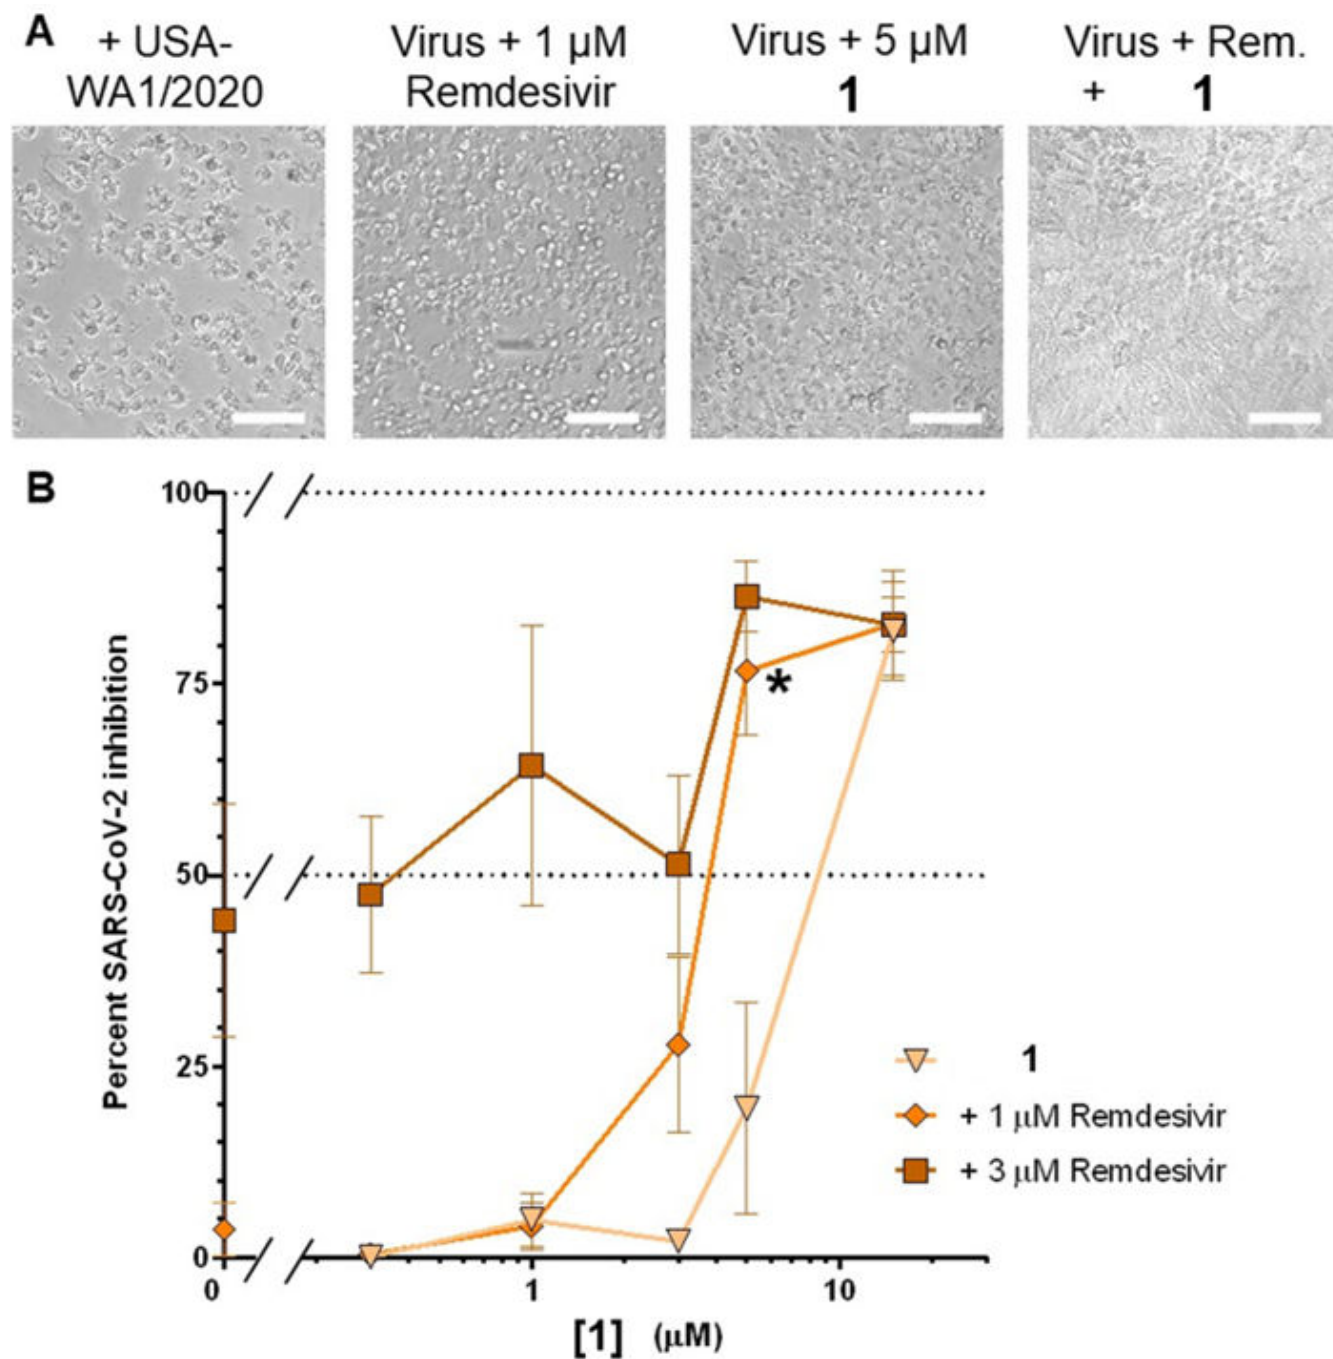 A
+ USA-
WA1/2020
Virus + 1 μM
Remdesivir
Virus + 5 μM
1
Virus + Rem.
+ 1
B
Percent SARS-CoV-2 inhibition
100
75
50
25
0
0
1
10
[1] (μM)
*
1
+ 1 μM Remdesivir
+ 3 μM Remdesivir